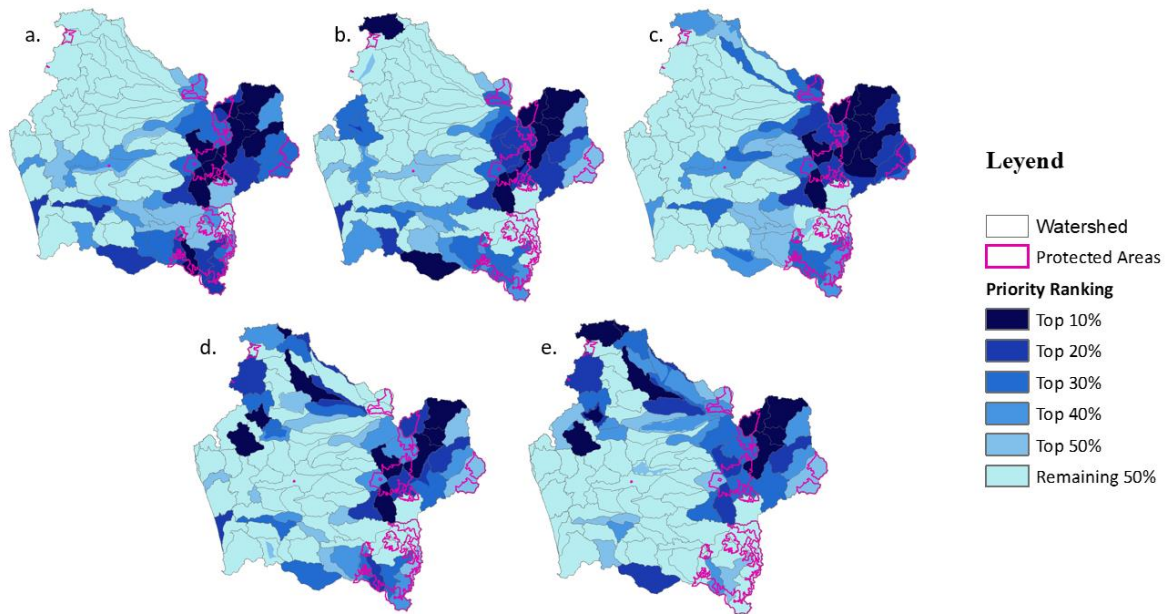 a.
b.
c.
d.
e.
Leyend
Watershed
Protected Areas
Priority Ranking
Top 10%
Top 20%
Top 30%
Top 40%
Top 50%
Remaining 50%